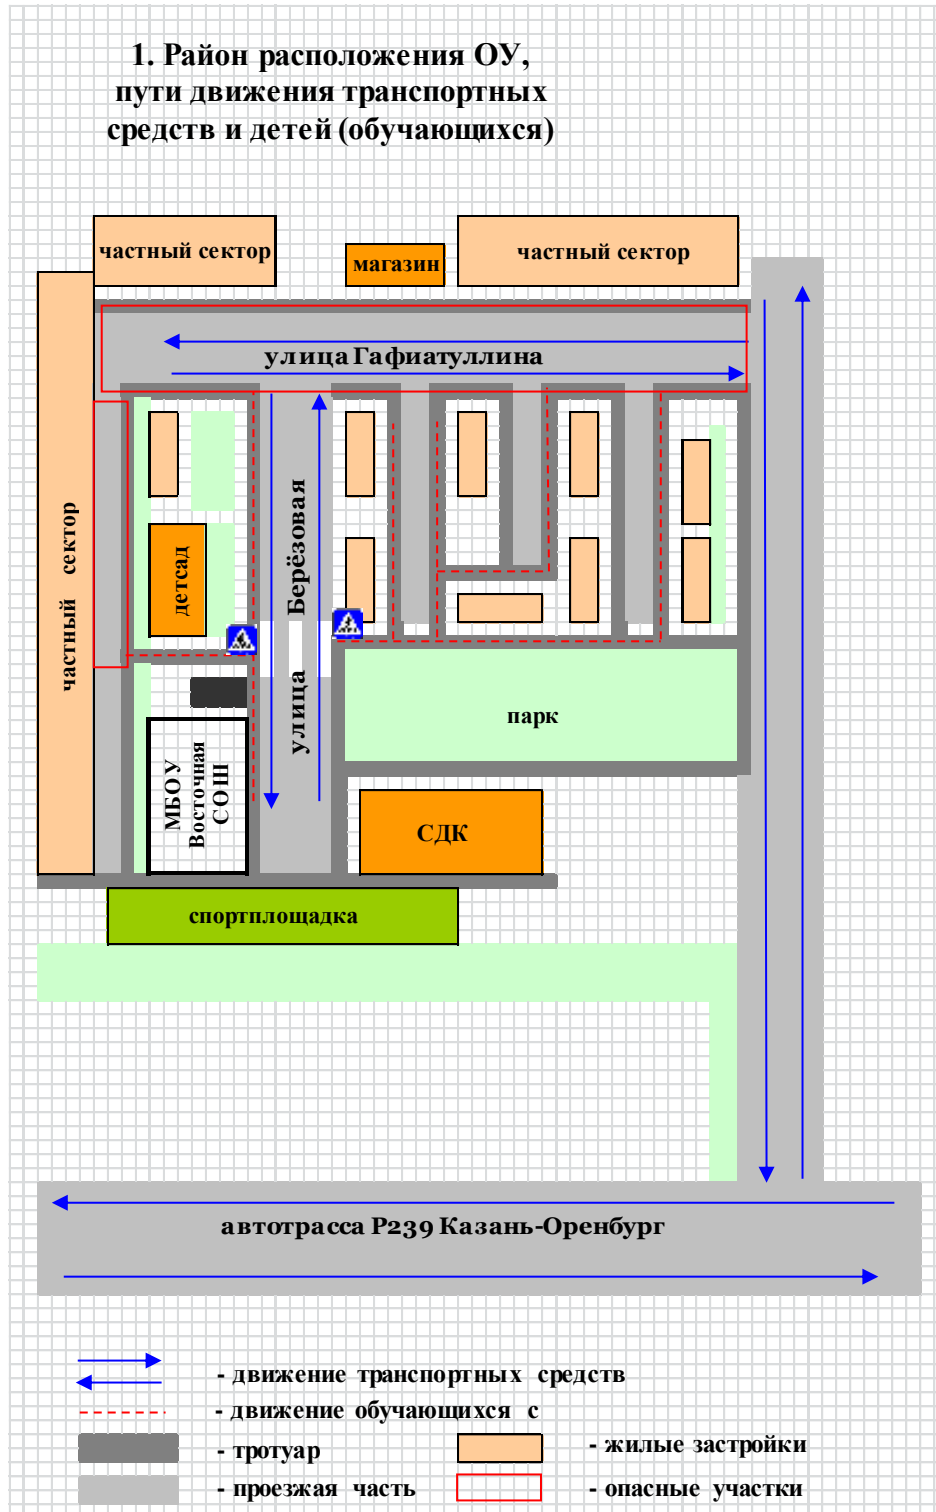 1. Район расположения ОУ,
пути движения транспортных
средств и детей (обучающихся)
частный сектор
магазин
частный сектор
улица Гафиатуллина
частный сектор
детсад
улица Берёзовая
парк
МБОУ
Восточная
СОШ
СДК
спортплощадка
автотрасса Р239 Казань-Оренбург
- движение транспортных средств
- движение обучающихся с
- тротуар
- жилые застройки
- проезжая часть
- опасные участки